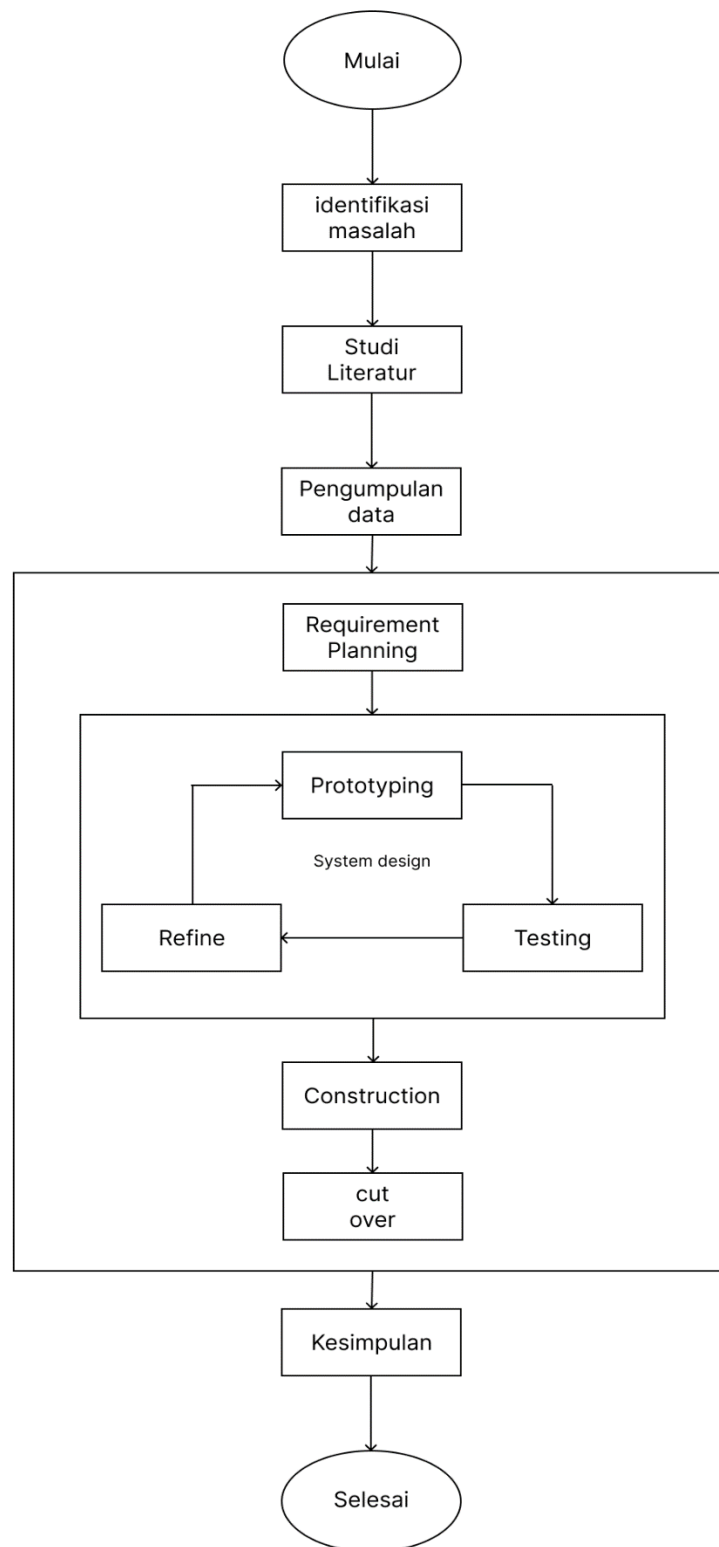 Mulai
identifikasi
masalah
Studi
Literatur
Pengumpulan
data
Requirement
Planning
Prototyping
System design
Refine
Testing
Construction
cut
over
Kesimpulan
Selesai